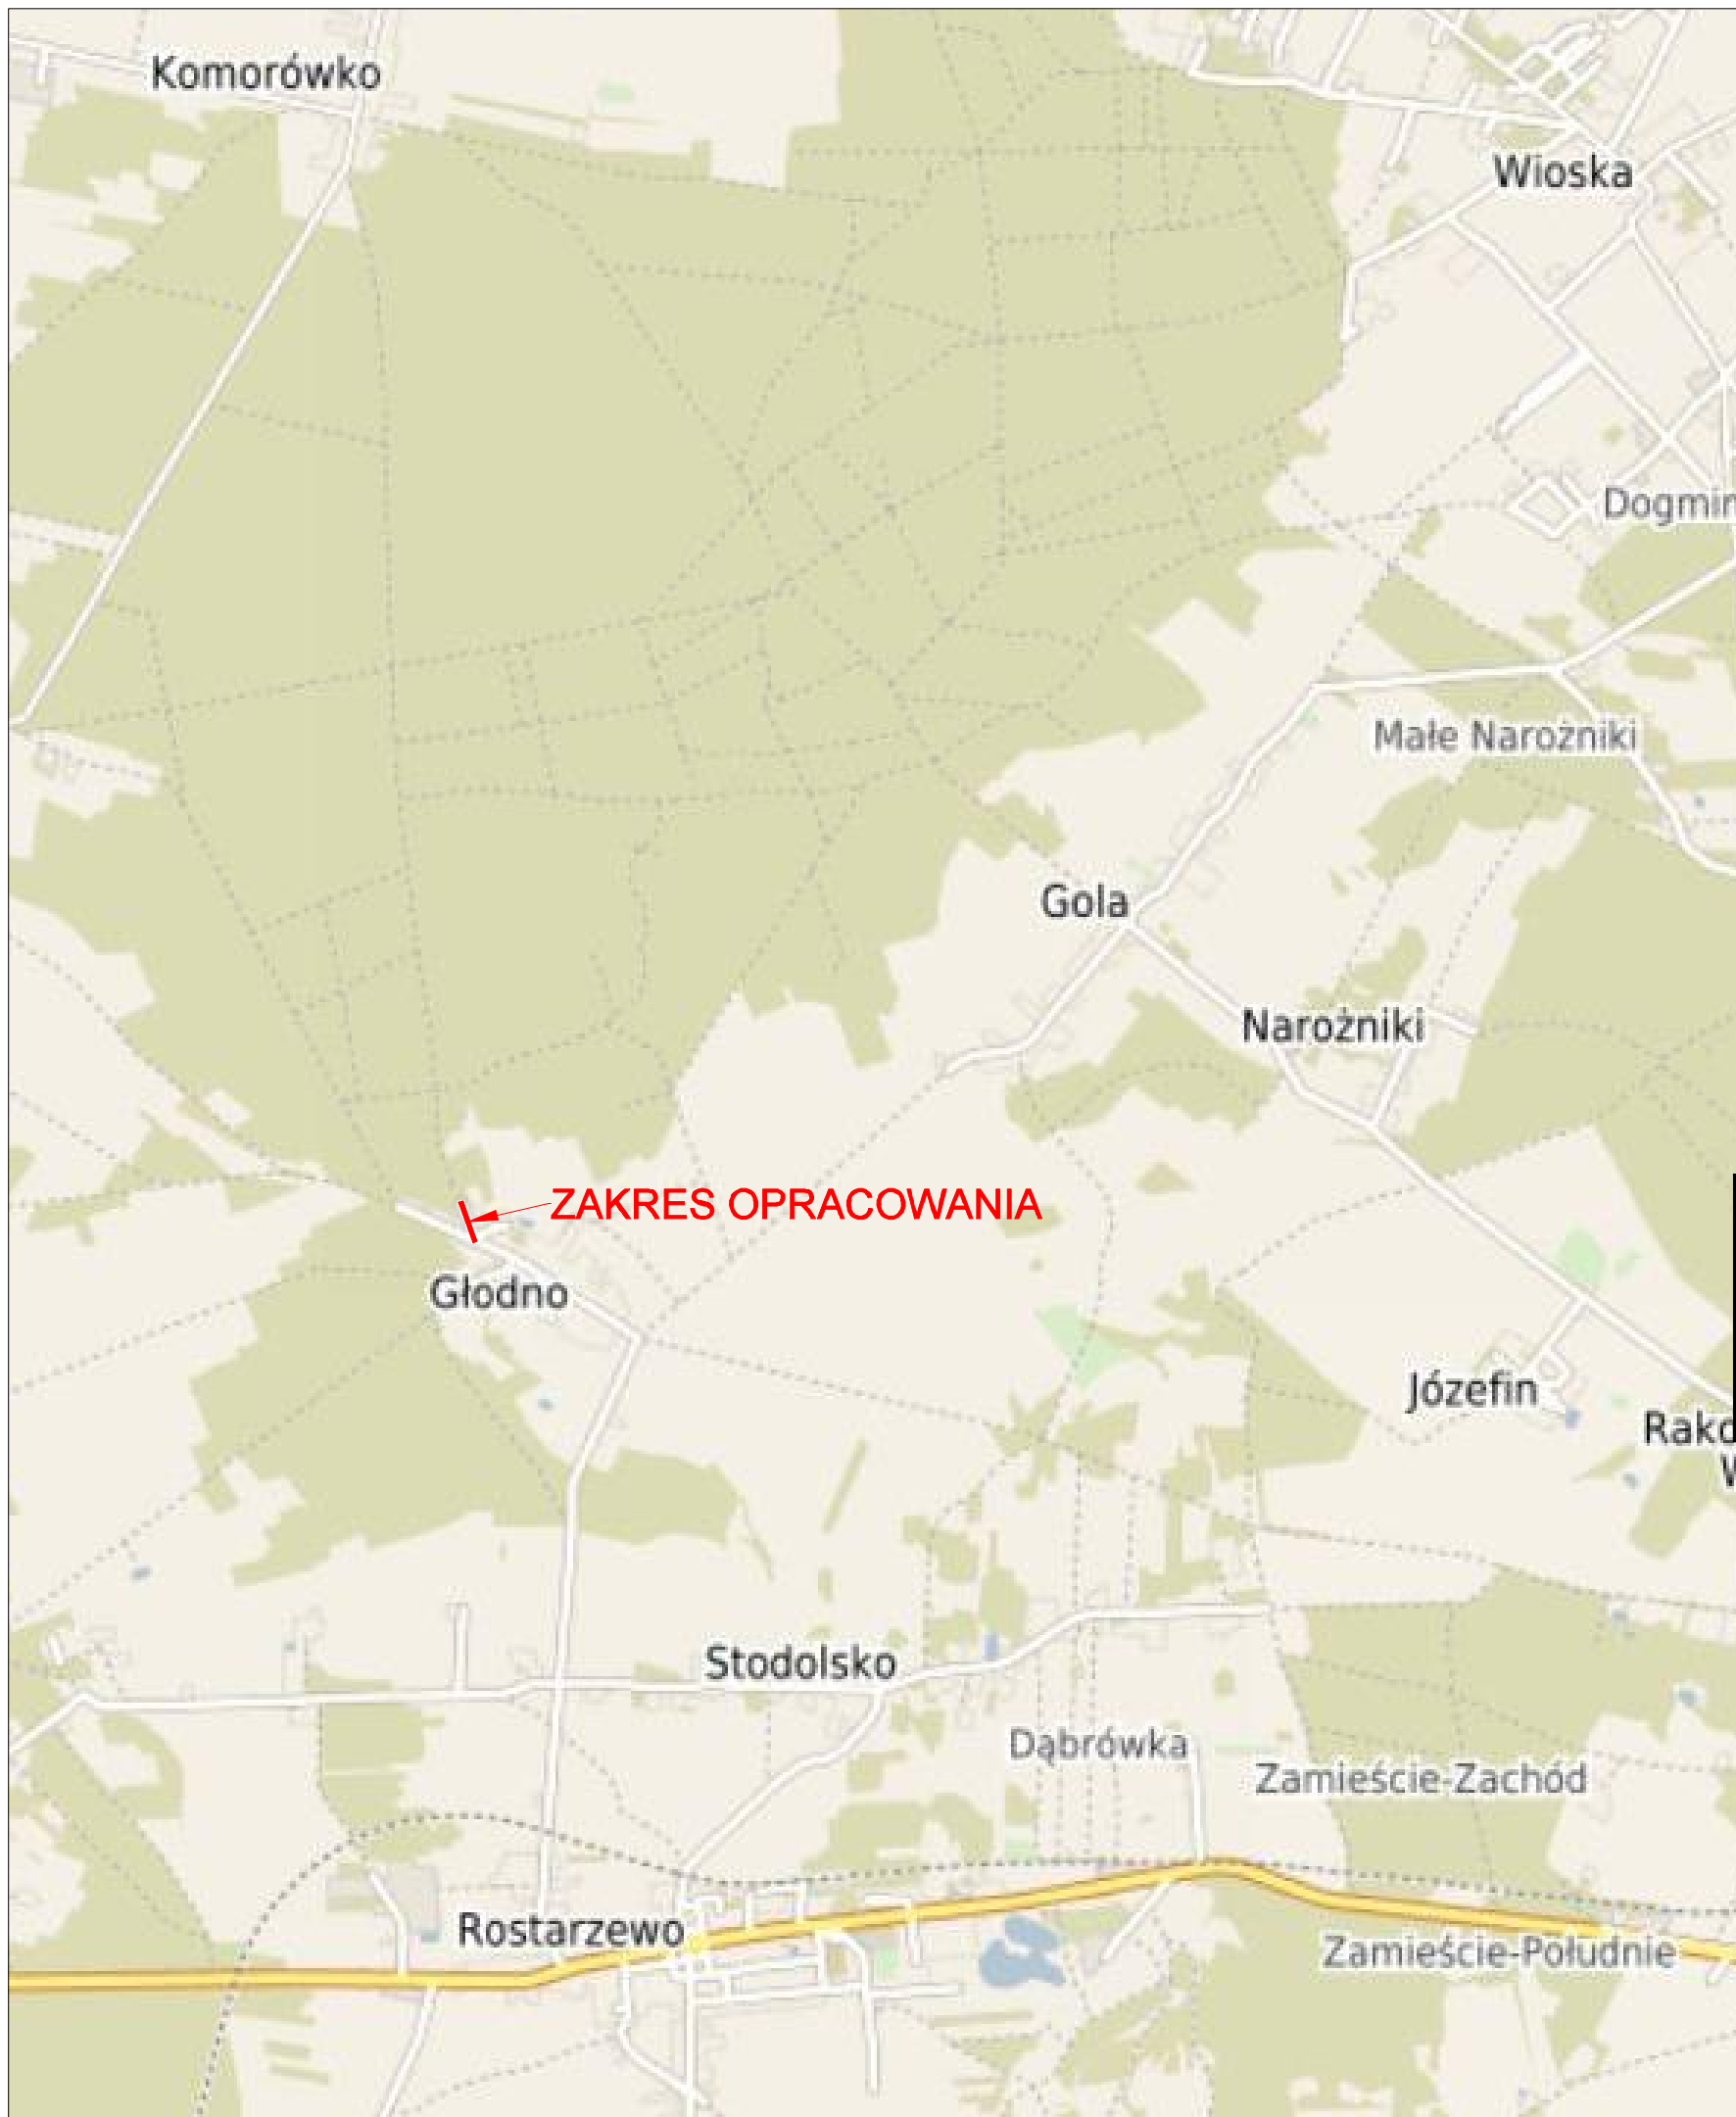 Komorówko
Wioska
Dogmin
Małe Narożniki
Gola
Narożniki
ZAKRES OPRACOWANIA
Głodno
Józefin
Rako
W
Stodolsko
Dąbrówka
Zamieście-Zachód
Rostarzewo
Zamieście-Południe